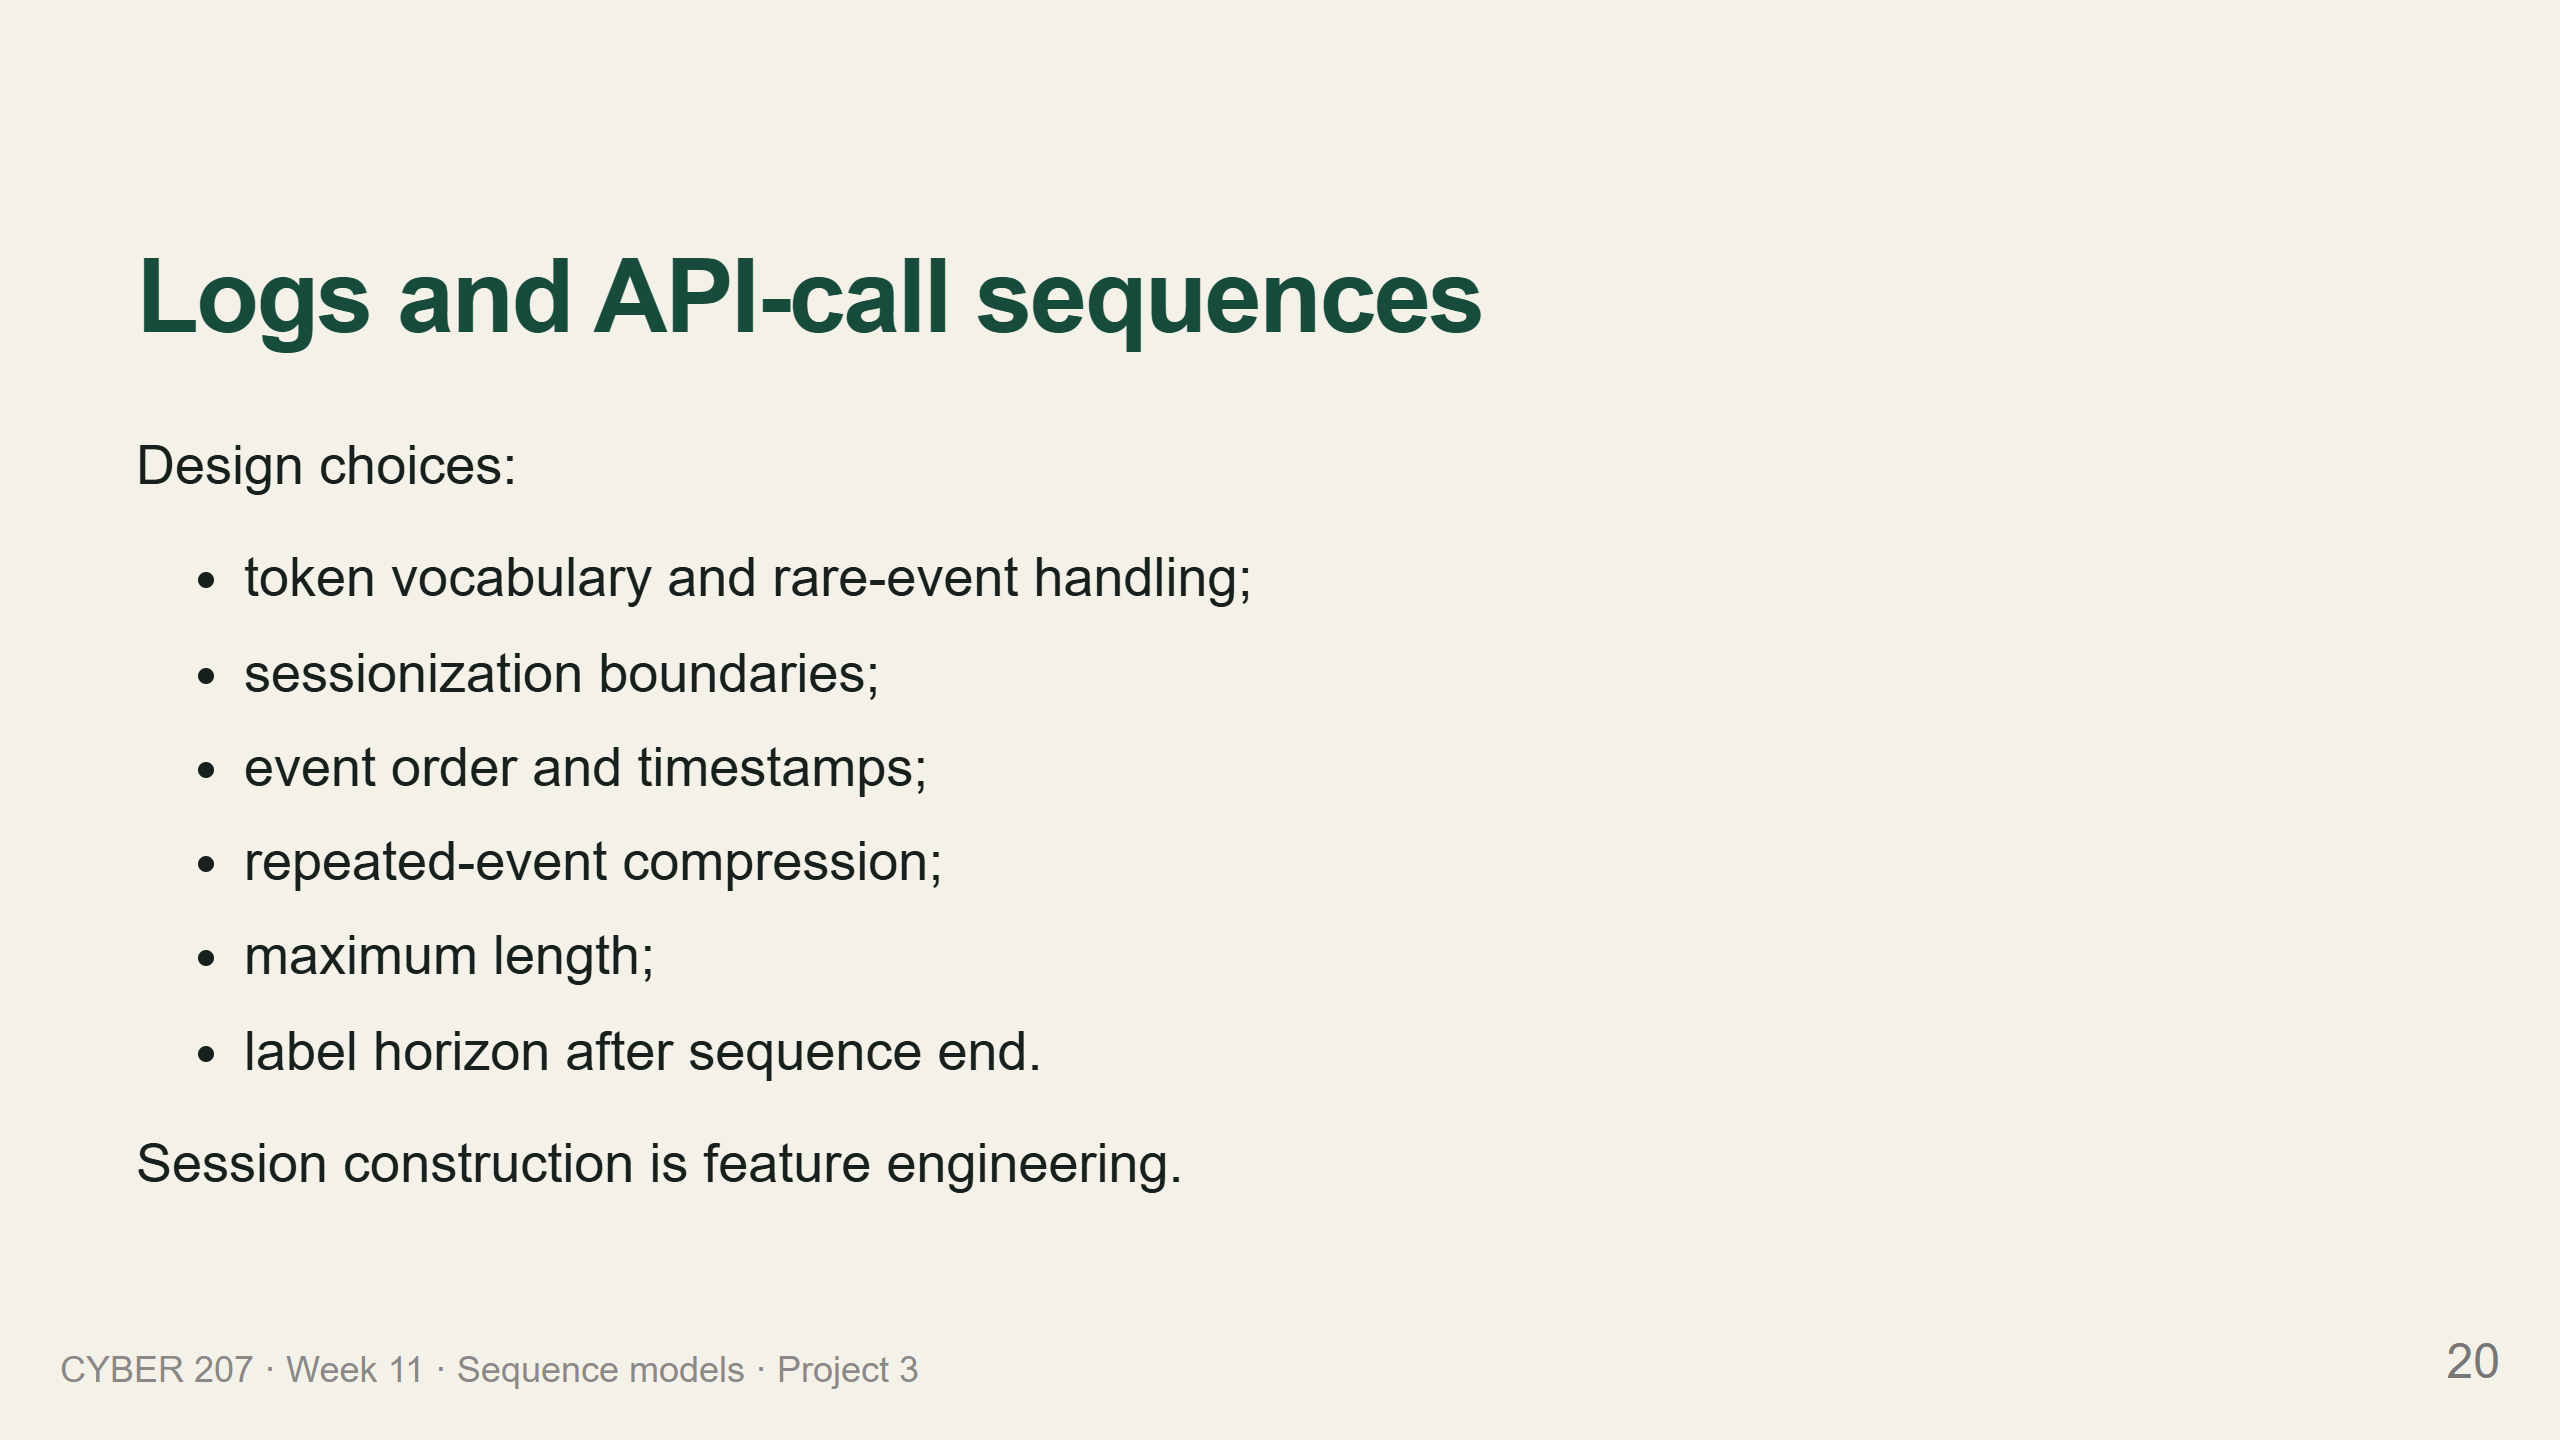 Logs and API-call sequences
Design choices:
• token vocabulary and rare-event handling;
• sessionization boundaries;
• event order and timestamps;
• repeated-event compression;
• maximum length;
• label horizon after sequence end.
Session construction is feature engineering.
CYBER 207 · Week 11 · Sequence models · Project 3
20